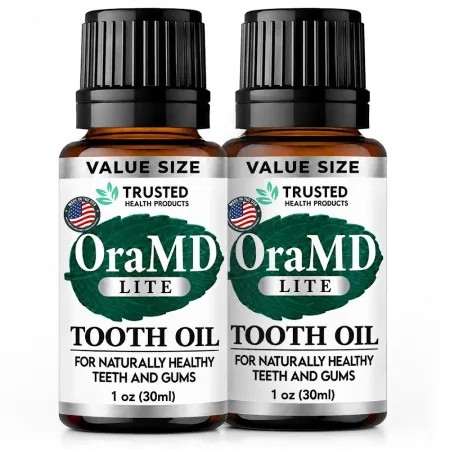 VALUE SIZE
TRUSTED
HEALTH PRODUCTS
OraMD
LITE
TOOTH OIL
FOR NATURALLY HEALTHY
TEETH AND GUMS
1 oz (30ml)
VALUE SIZE
TRUSTED
HEALTH PRODUCTS
OraMD
LITE
TOOTH OIL
FOR NATURALLY HEALTHY
TEETH AND GUMS
1 oz (30ml)